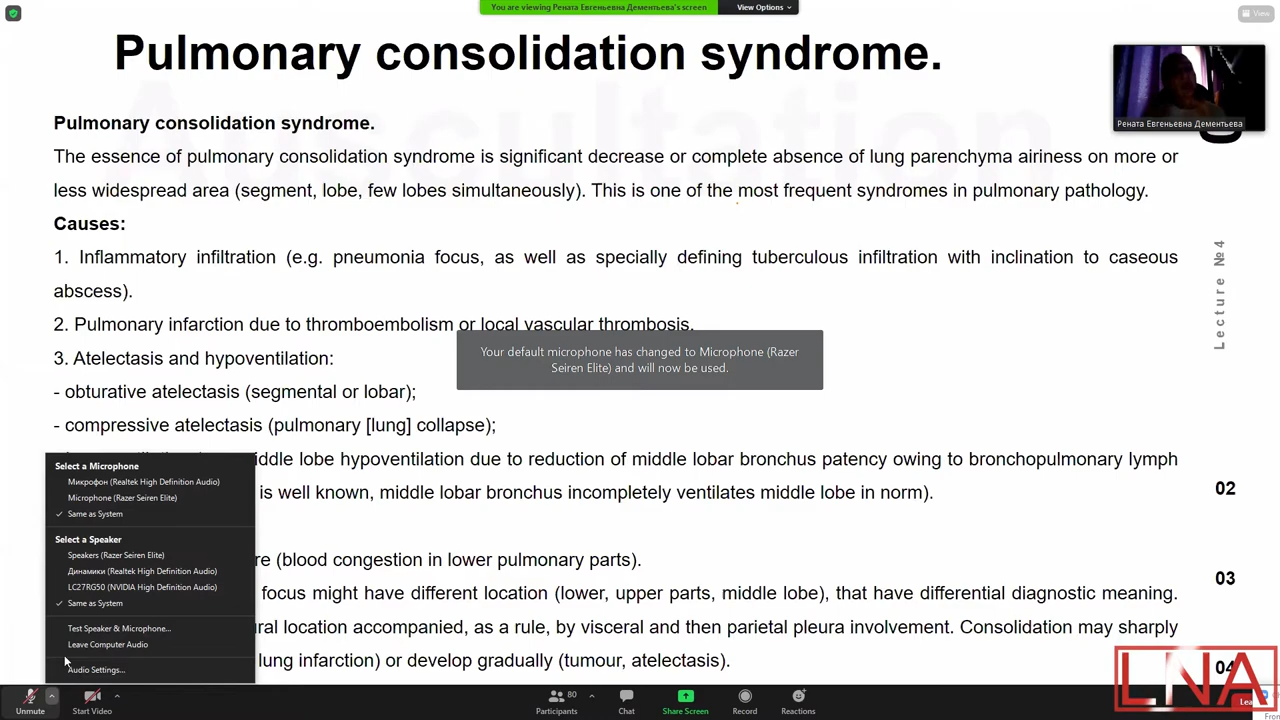 You are viewing Рената Евгеньевна Дементьева's screen
View Options
View
Pulmonary consolidation syndrome.
Рената Евгеньевна Дементьева
Pulmonary consolidation syndrome.
The essence of pulmonary consolidation syndrome is significant decrease or complete absence of lung parenchyma airiness on more or
less widespread area (segment, lobe, few lobes simultaneously). This is one of the most frequent syndromes in pulmonary pathology.
Causes:
1. Inflammatory infiltration (e.g. pneumonia focus, as well as specially defining tuberculous infiltration with inclination to caseous
abscess).
2. Pulmonary infarction due to thromboembolism or local vascular thrombosis.
3. Atelectasis and hypoventilation:
- obturative atelectasis (segmental or lobar);
- compressive atelectasis (pulmonary [lung] collapse);
middle lobe hypoventilation due to reduction of middle lobar bronchus patency owing to bronchopulmonary lymph
is well known, middle lobar bronchus incompletely ventilates middle lobe in norm).
(blood congestion in lower pulmonary parts).
focus might have different location (lower, upper parts, middle lobe), that have differential diagnostic meaning.
location accompanied, as a rule, by visceral and then parietal pleura involvement. Consolidation may sharply
lung infarction) or develop gradually (tumour, atelectasis).
Lecture №4
02
03
04
Your default microphone has changed to Microphone (Razer
Seiren Elite) and will now be used.
Select a Microphone
Микрофон (Realtek High Definition Audio)
Microphone (Razer Seiren Elite)
Same as System
Select a Speaker
Speakers (Razer Seiren Elite)
Динамики (Realtek High Definition Audio)
LC27RG50 (NVIDIA High Definition Audio)
Same as System
Test Speaker & Microphone...
Leave Computer Audio
Audio Settings...
LNA
Unmute
Start Video
80
Participants
Chat
Share Screen
Record
Reactions